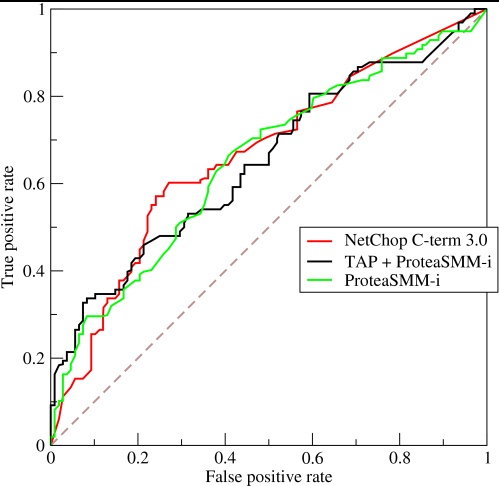 1
0.8
0.6
0.4
0.2
0
0
0.2
0.4
0.6
0.8
1
True positive rate
False positive rate
NetChop C-term 3.0
TAP + ProteaSMM-i
ProteaSMM-i